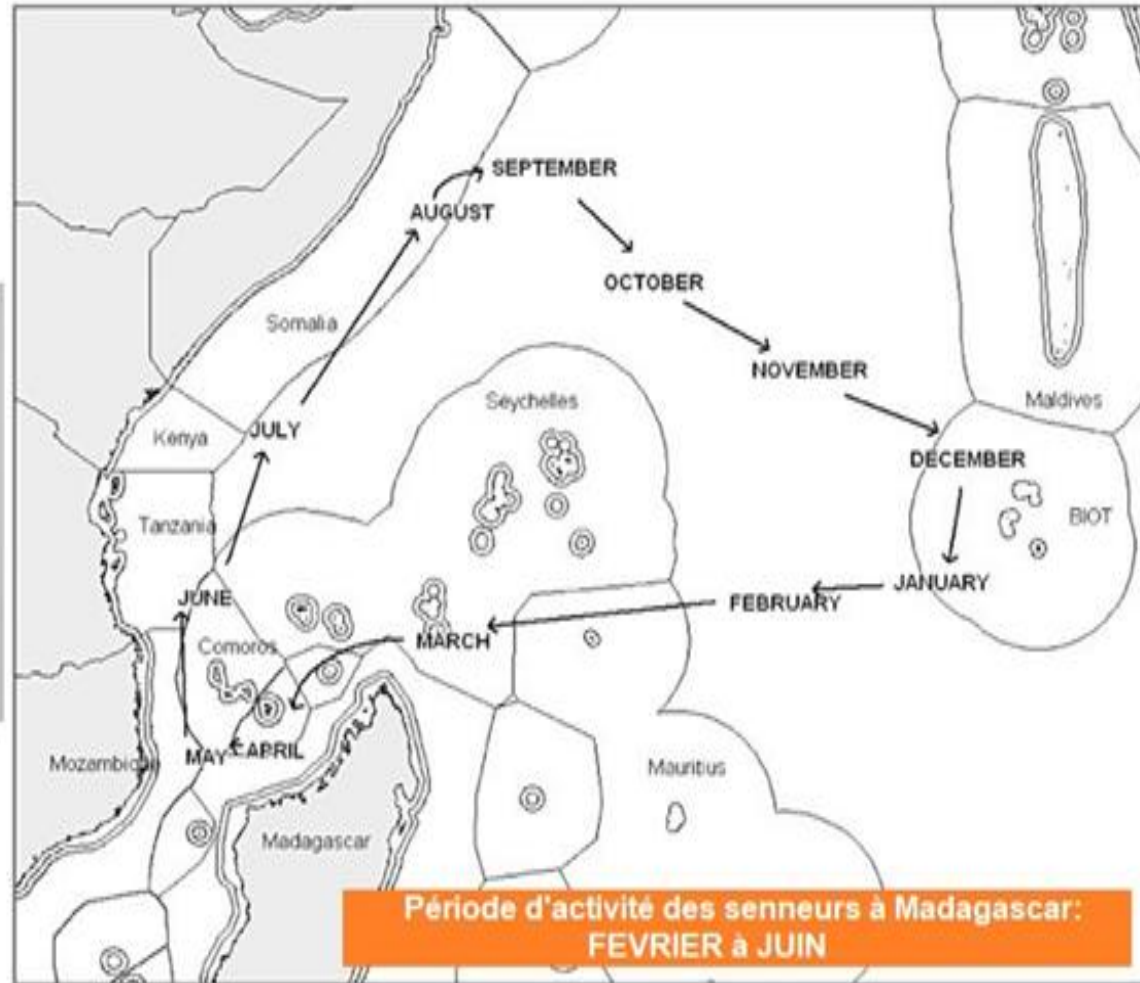 SEPTEMBER
AUGUST
OCTOBER
Somalia
NOVEMBER
Seychelles
Maldives
Kenya
JULY
DECEMBER
Tanzania
BIOT
JANUARY
JUNE
FEBRUARY
Comoros
MARCH
MAY
APRIL
Mozambique
Mauritius
Madagascar
Période d'activité des senneurs à Madagascar:
FEVRIER à JUIN